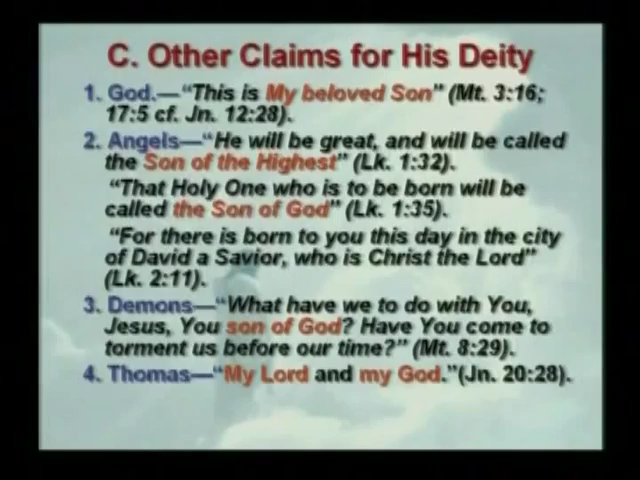 C. Other Claims for His Deity
1. God.—“This is My beloved Son” (Mt. 3:16;
17:5 cf. Jn. 12:28).
2. Angels—“He will be great, and will be called
the Son of the Highest” (Lk. 1:32).
“That Holy One who is to be born will be
called the Son of God” (Lk. 1:35).
“For there is born to you this day in the city
of David a Savior, who is Christ the Lord”
(Lk. 2:11).
3. Demons—“What have we to do with You,
Jesus, You son of God? Have You come to
torment us before our time?” (Mt. 8:29).
4. Thomas—“My Lord and my God.”(Jn. 20:28).